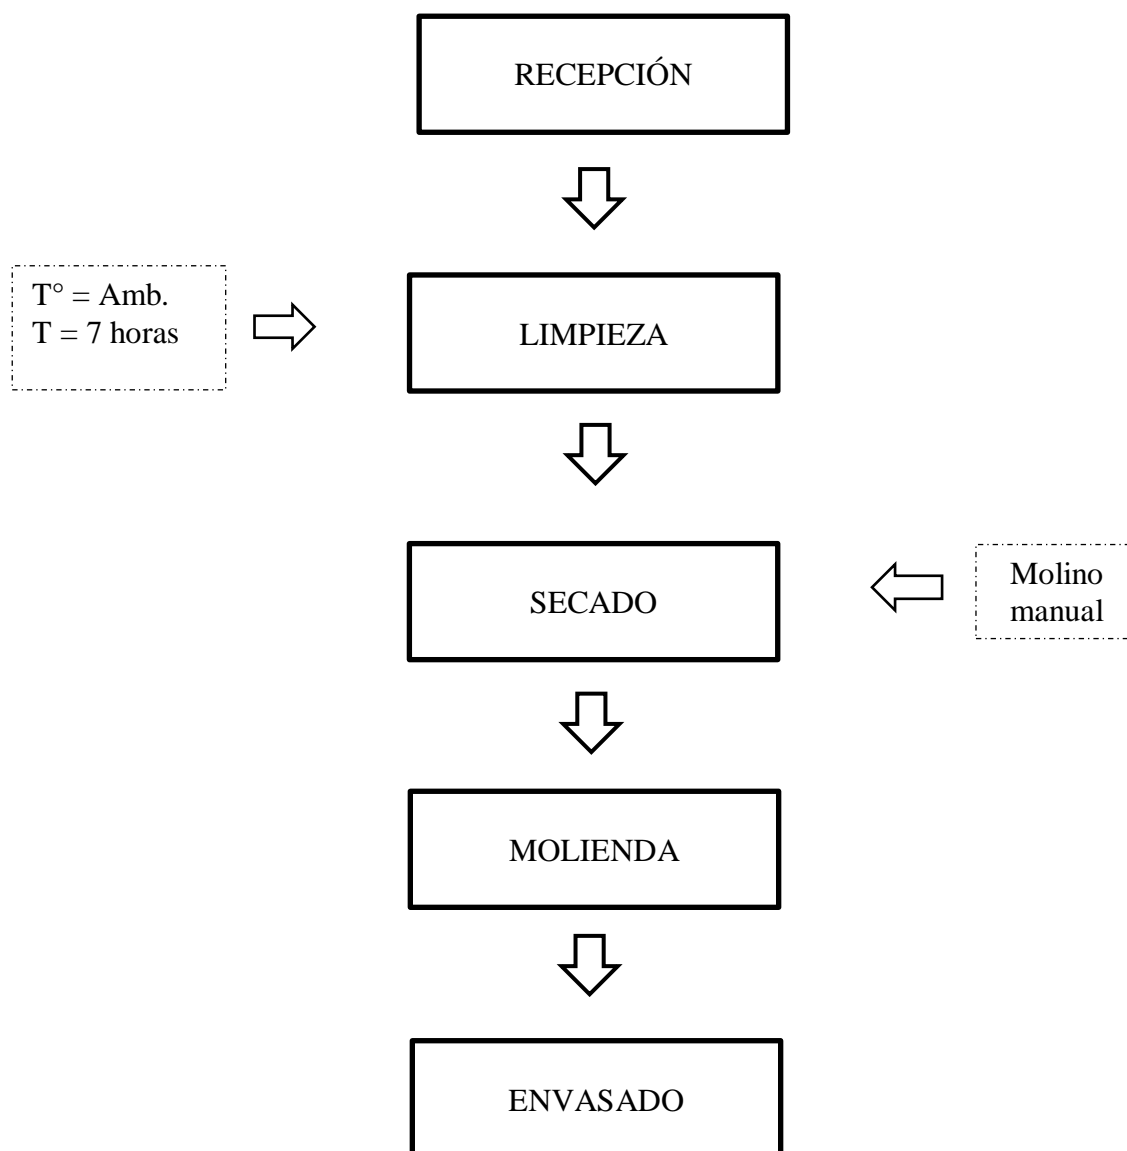 RECEPCIÓN
T° = Amb.
T = 7 horas
LIMPIEZA
SECADO
Molino
manual
MOLIENDA
ENVASADO